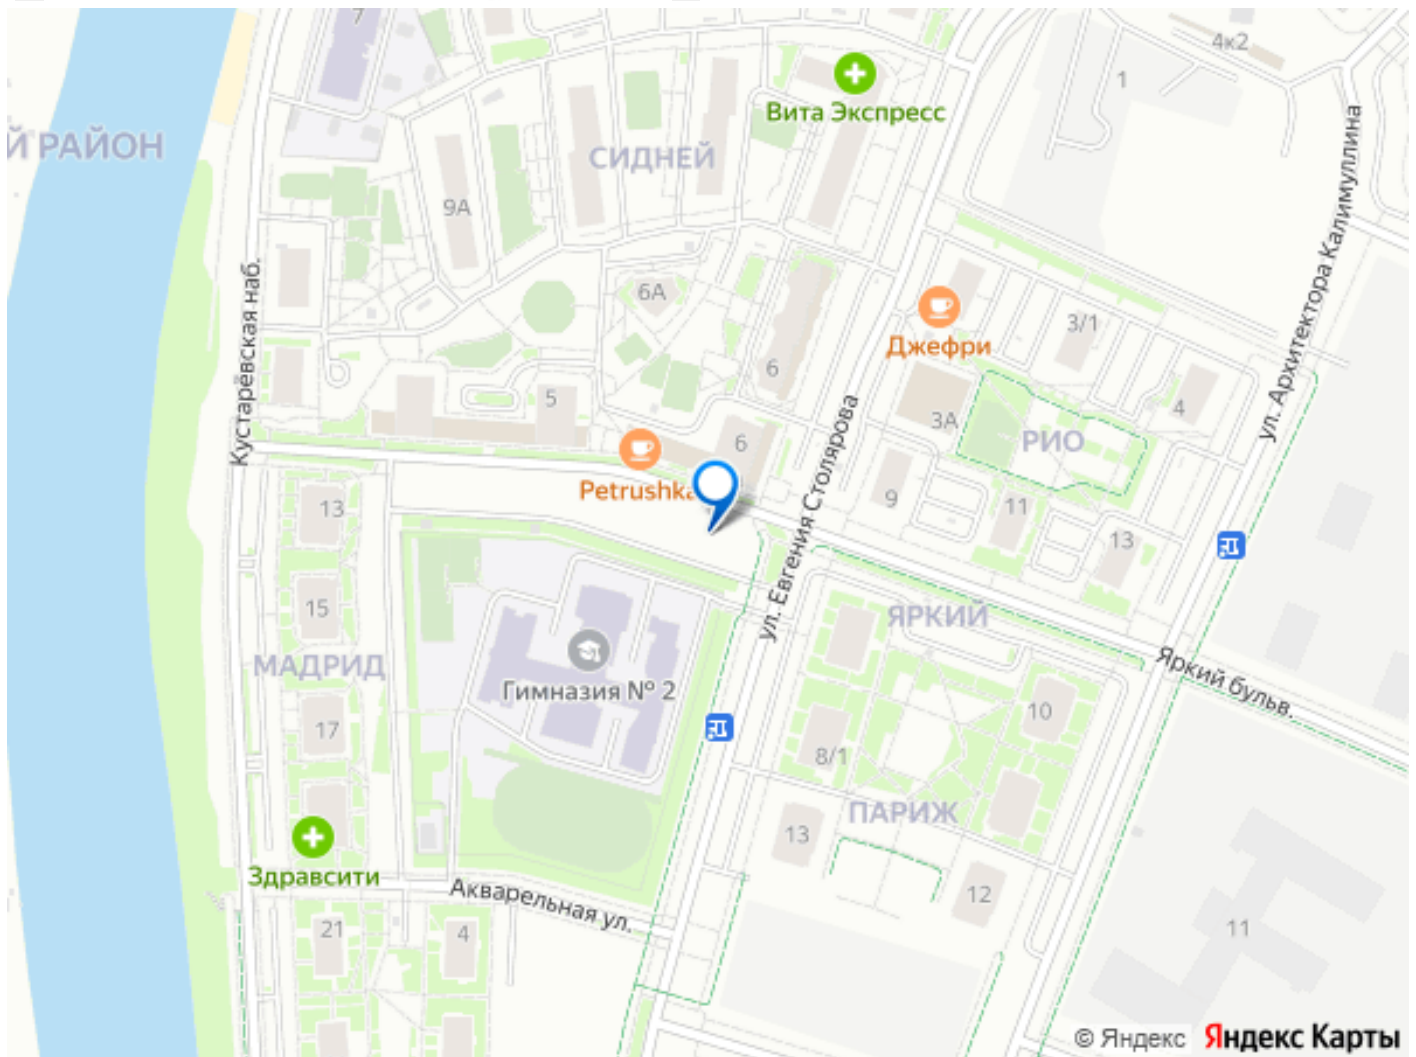 7
4к2
1
Вита Экспресс
Й РАЙОН
СИДНЕЙ
ул. Архитектора Калимуллина
9А
Кустарёвская наб.
6А
3/1
Джефри
6
5
4
3А
РИО
6
ул. Евгения Столярова
Petrushka
9
11
13
13
15
ЯРКИЙ
Яркий бульв.
МАДРИД
Гимназия № 2
17
10
8/1
ПАРИЖ
13
Здравсити
Акварельная ул.
12
21
4
11
© Яндекс Яндекс Карты